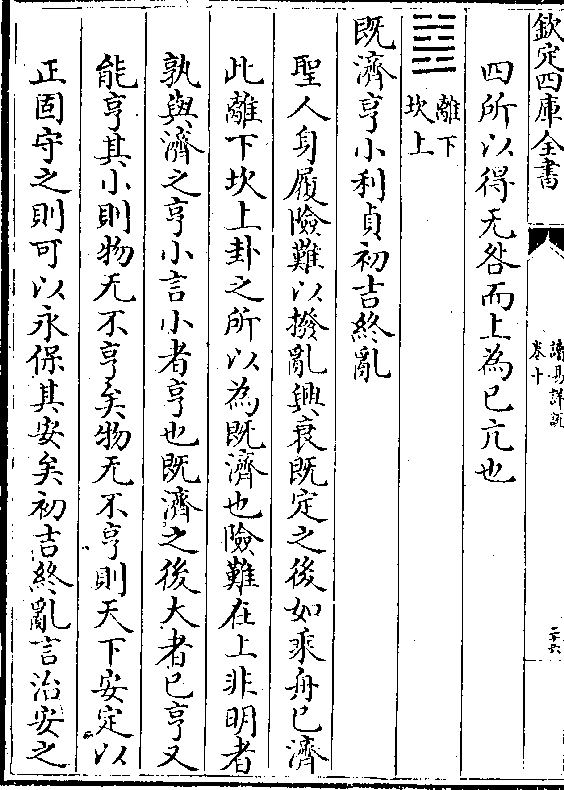 欽定四庫全書
讀易詳說
卷十
二十六
四所以得无咎而上為已亢也
離下
坎上
既濟亨小利貞初吉終亂
聖人身履險難以撥亂興衰既定之後如乘舟已濟
此離下坎上卦之所以為既濟也險難在上非明者
孰與濟之亨小言小者亨也既濟之後大者已亨又
能亨其小則物无不亨矣物无不亨則天下安定以
正固守之則可以永保其安矣初吉終亂言治安之